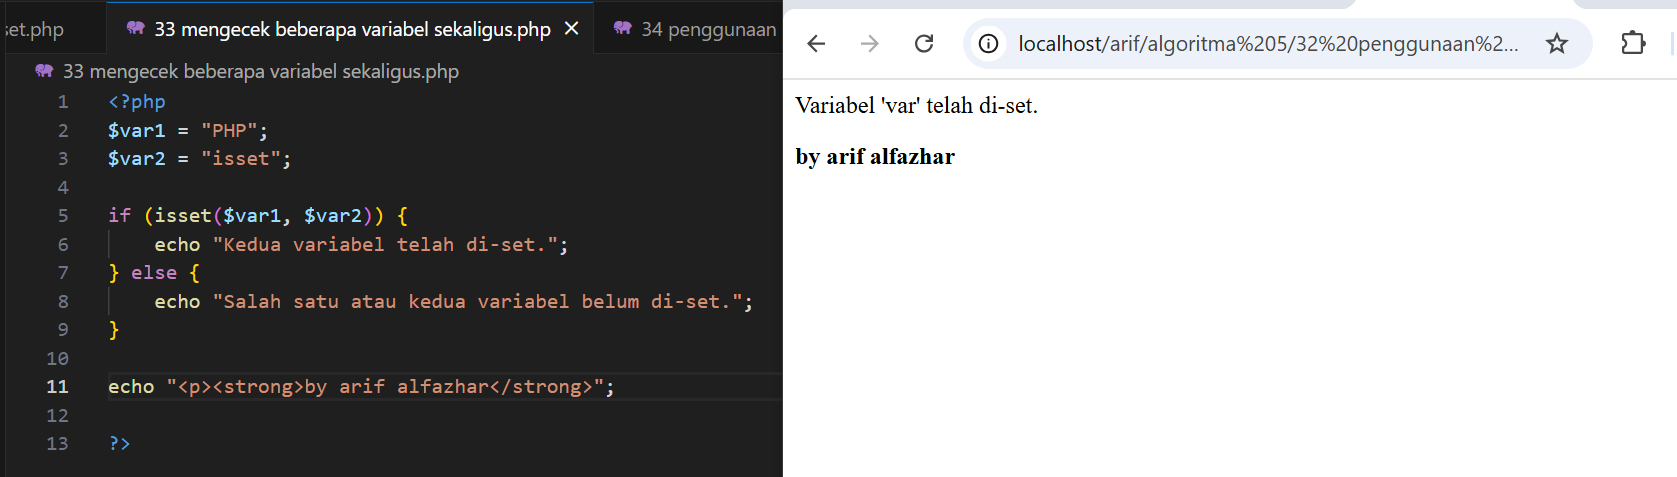 set.php
33 mengecek beberapa variabel sekaligus.php
34 penggunaan
33 mengecek beberapa variabel sekaligus.php
1 <?php
2 $var1 = "PHP";
3 $var2 = "isset";
4
5 if (isset($var1, $var2)) {
6     echo "Kedua variabel telah di-set.";
7 } else {
8     echo "Salah satu atau kedua variabel belum di-set.";
9 }
10
11 echo "<p><strong>by arif alfazhar</strong>";
12
13 ?>
localhost/arif/algoritma%205/32%20penggunaan%2...
Variabel 'var' telah di-set.
by arif alfazhar